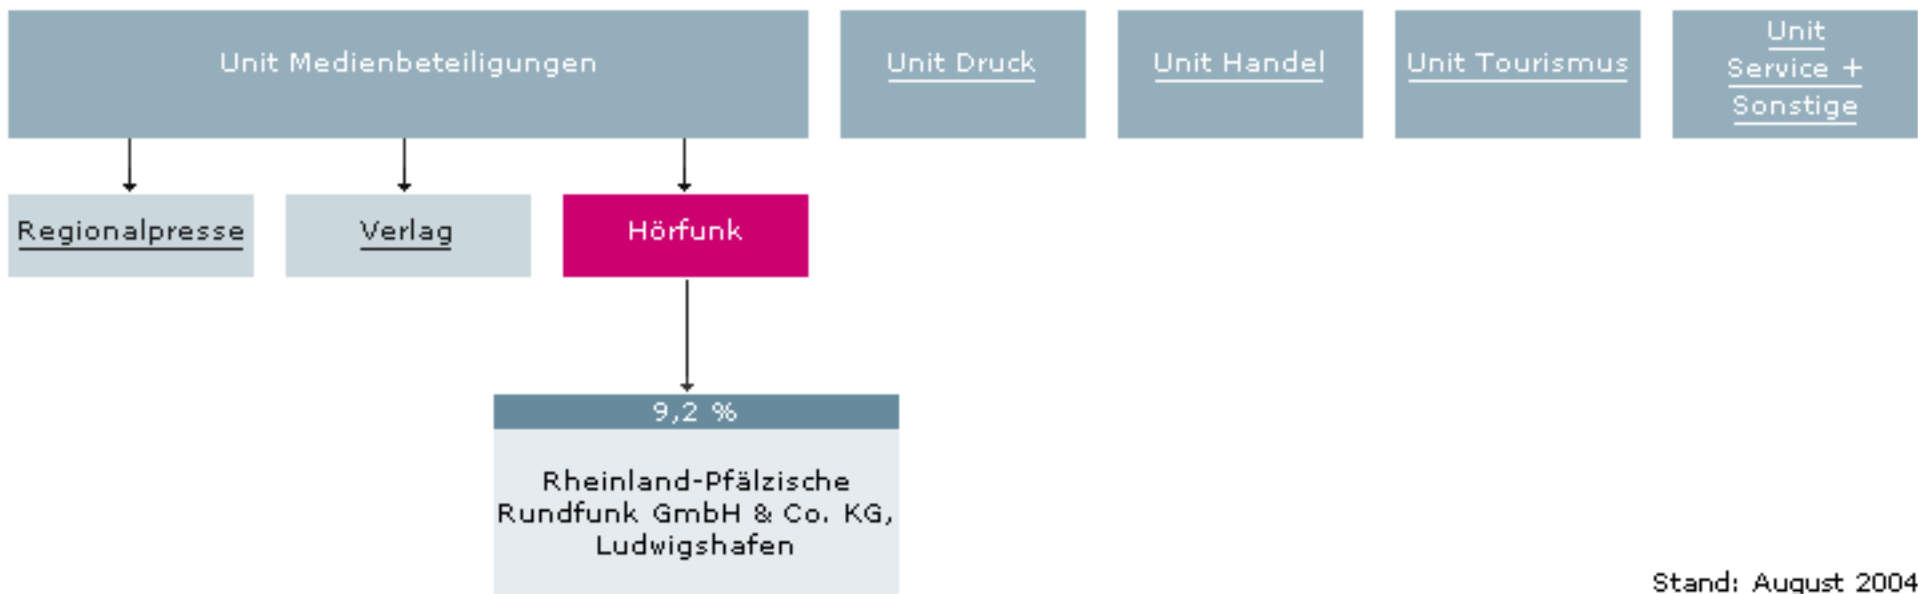 Unit Medienbeteiligungen
Unit Druck
Unit Handel
Unit Tourismus
Unit
Service +
Sonstige
Regionalpresse
Verlag
Hörfunk
9,2 %
Rheinland-Pfälzische
Rundfunk GmbH & Co. KG,
Ludwigshafen
Stand: August 2004